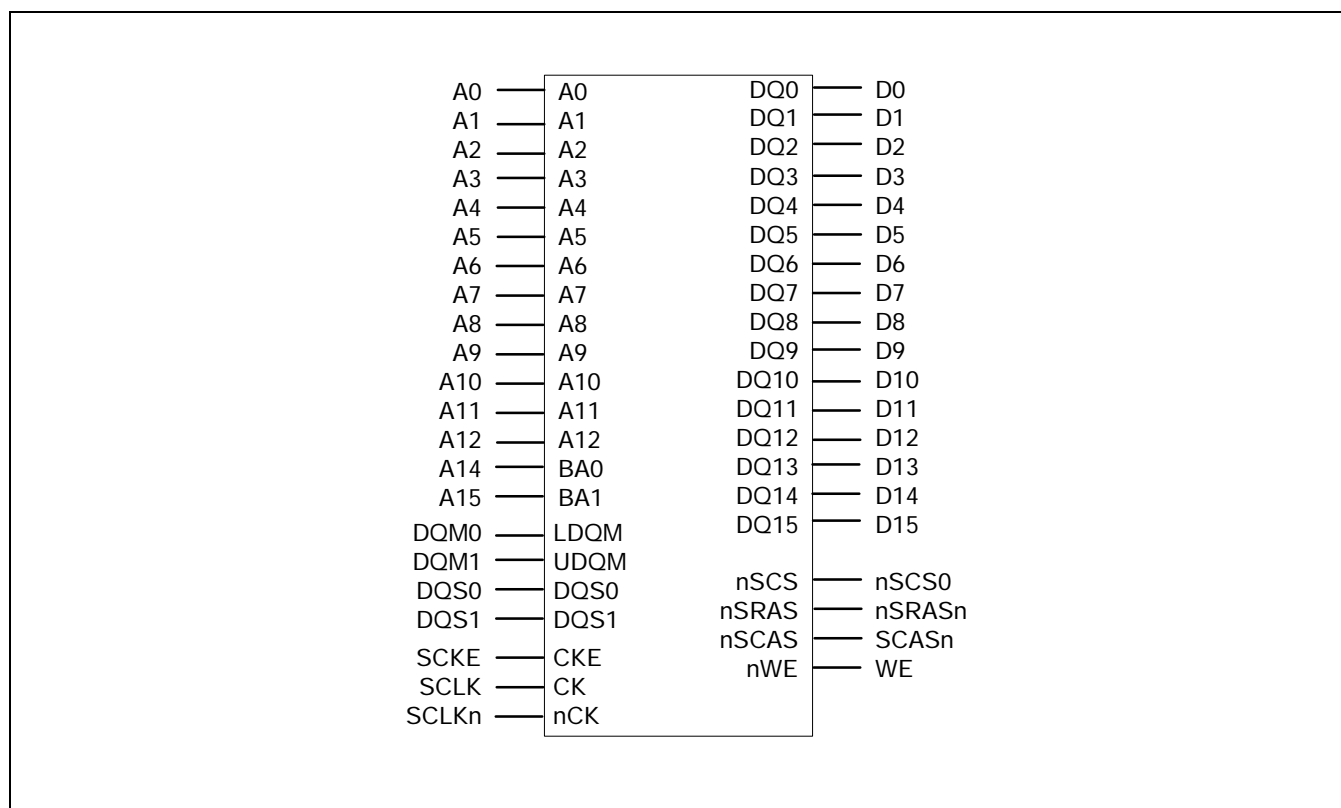 A0 A0 DQ0 D0
A1 A1 DQ1 D1
A2 A2 DQ2 D2
A3 A3 DQ3 D3
A4 A4 DQ4 D4
A5 A5 DQ5 D5
A6 A6 DQ6 D6
A7 A7 DQ7 D7
A8 A8 DQ8 D8
A9 A9 DQ9 D9
A10 A10 DQ10 D10
A11 A11 DQ11 D11
A12 A12 DQ12 D12
A14 BA0 DQ13 D13
A15 BA1 DQ14 D14
DQ15 D15
DQM0 LDQM
DQM1 UDQM
DQS0 DQS0 nSCS nSCS0
DQS1 DQS1 nSRAS nSRASn
nSCAS SCASn
SCKE CKE nWE WE
SCLK CK
SCLKn nCK